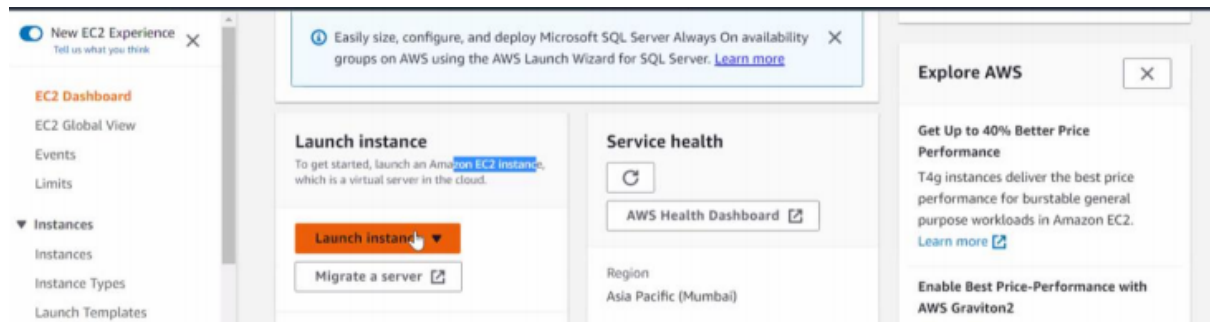 New EC2 Experience
Tell us what you think
EC2 Dashboard
EC2 Global View
Events
Limits
Instances
Instances
Instance Types
Launch Templates
Easily size, configure, and deploy Microsoft SQL Server Always On availability
groups on AWS using the AWS Launch Wizard for SQL Server. Learn more
Launch instance
To get started, launch an Amazon EC2 instance,
which is a virtual server in the cloud.
Launch instance
Migrate a server
Service health
AWS Health Dashboard
Region
Asia Pacific (Mumbai)
Explore AWS
Get Up to 40% Better Price
Performance
T4g instances deliver the best price
performance for burstable general
purpose workloads in Amazon EC2.
Learn more
Enable Best Price-Performance with
AWS Graviton2